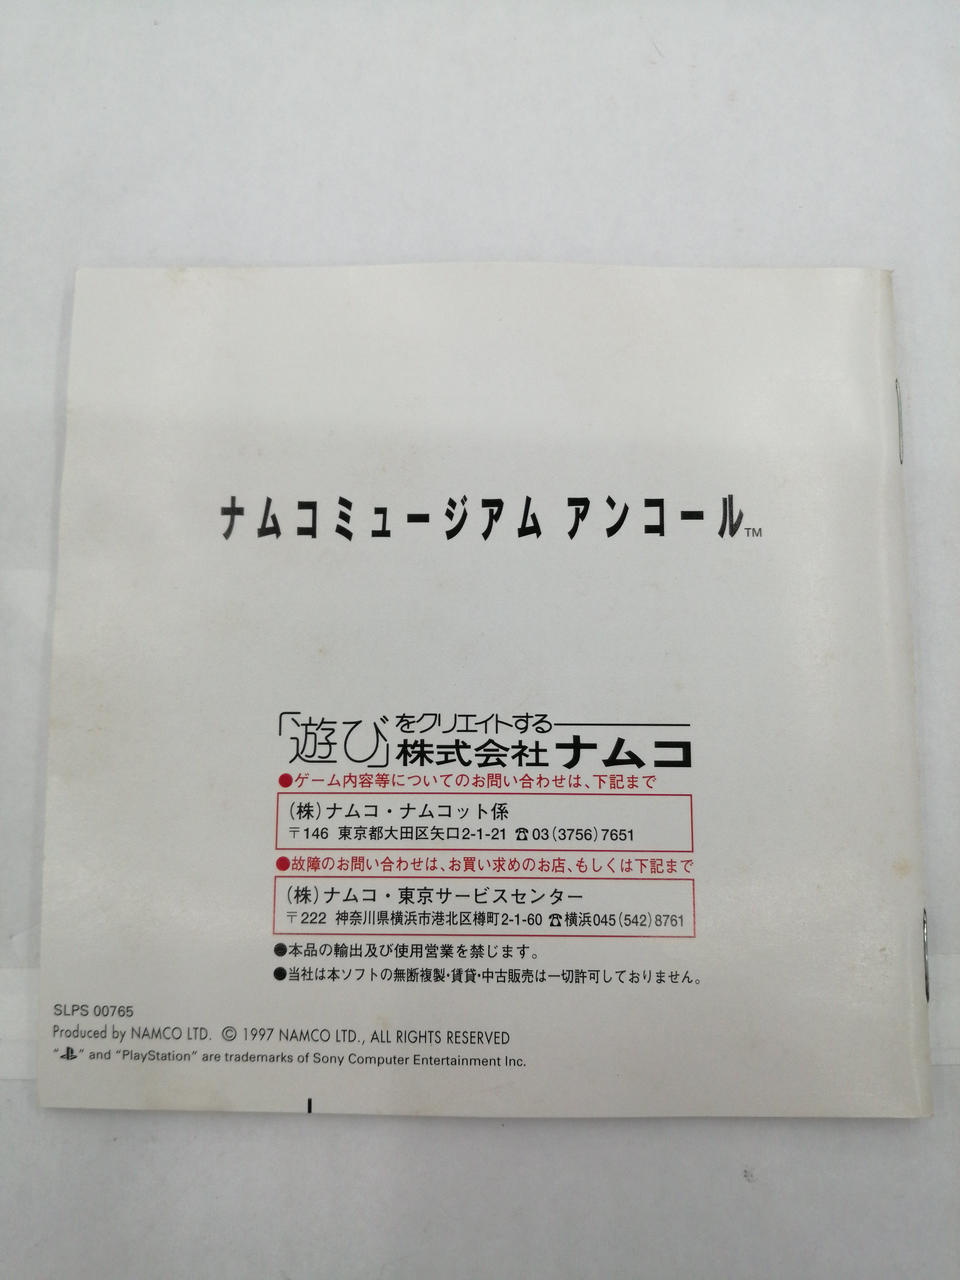 ナムコミュージアム アンコール™
「遊び」をクリエイトする
株式会社ナムコ
●ゲーム内容等についてのお問い合わせは、下記まで
(株)ナムコ・ナムコット係
〒146 東京都大田区矢口2-1-21 ☎03(3756)7651
●故障のお問い合わせは、お買い求めのお店、もしくは下記まで
(株)ナムコ・東京サービスセンター
〒222 神奈川県横浜市港北区樽町2-1-60 ☎横浜045(542)8761
●本品の輸出及び使用営業を禁じます。
●当社は本ソフトの無断複製・賃貸・中古販売は一切許可しておりません。
SLPS 00765
Produced by NAMCO LTD. © 1997 NAMCO LTD., ALL RIGHTS RESERVED
“PS” and “PlayStation” are trademarks of Sony Computer Entertainment Inc.